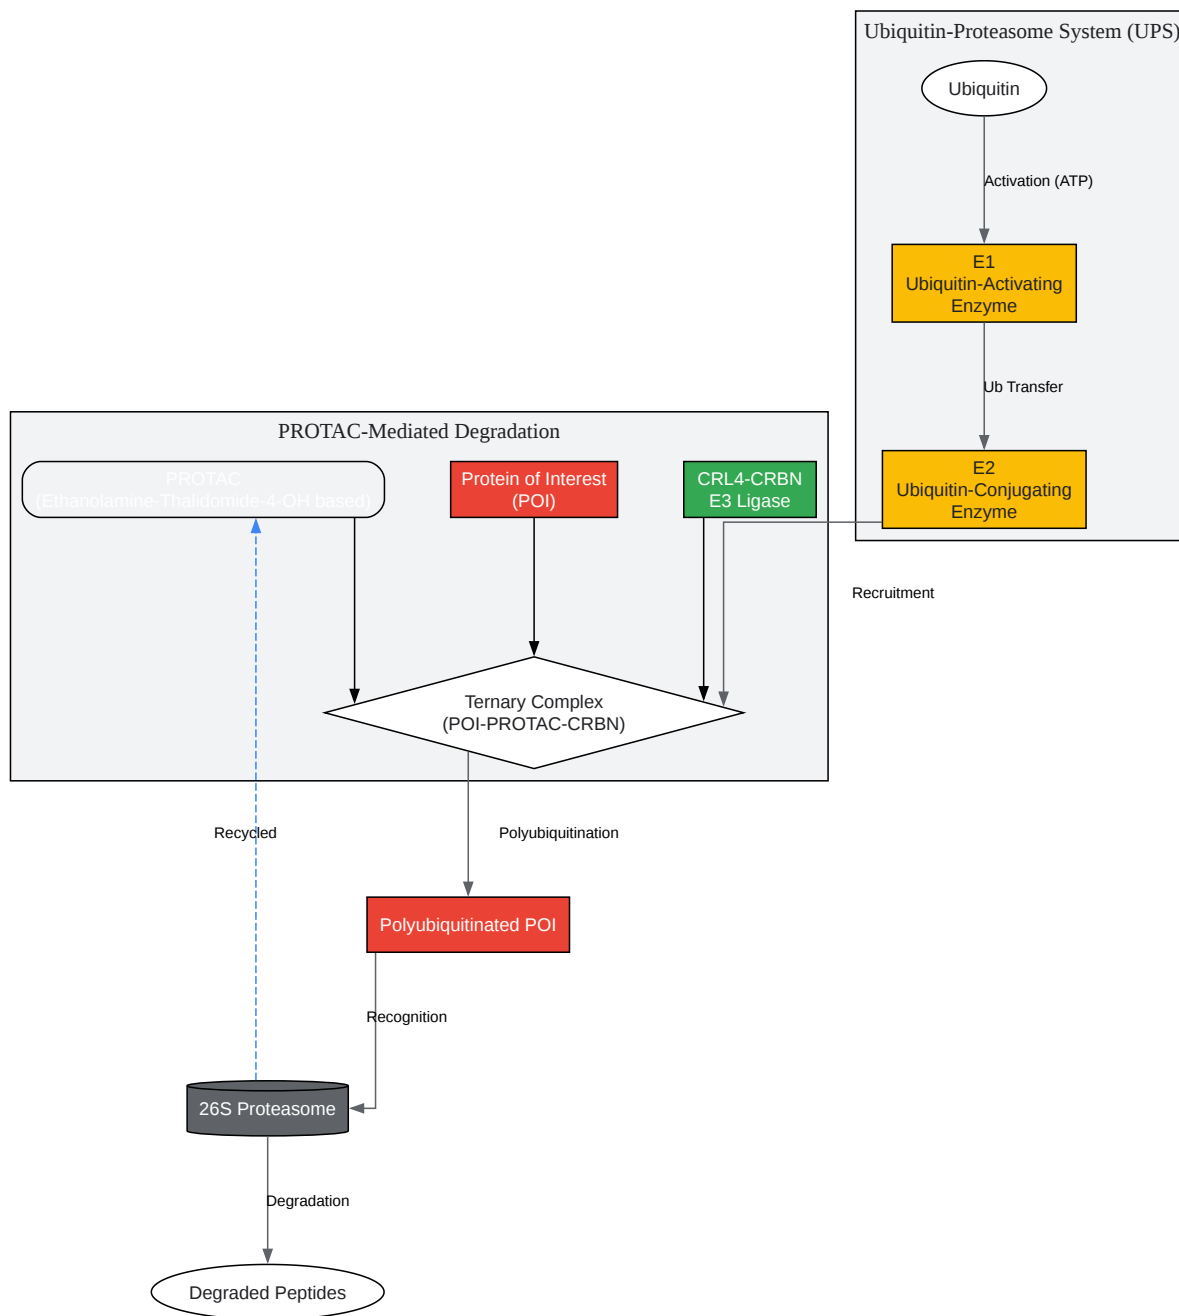 Ubiquitin-Proteasome System (UPS)
Ubiquitin
Activation (ATP)
E1
Ubiquitin-Activating
Enzyme
Ub Transfer
E2
Ubiquitin-Conjugating
Enzyme
PROTAC-Mediated Degradation
PROTAC
(Ethanolamine-Thalidomide-4-OH based)
Protein of Interest
(POI)
CRL4-CRBN
E3 Ligase
Recruitment
Ternary Complex
(POI-PROTAC-CRBN)
Recycled
Polyubiquitination
Polyubiquitinated POI
Recognition
26S Proteasome
Degradation
Degraded Peptides